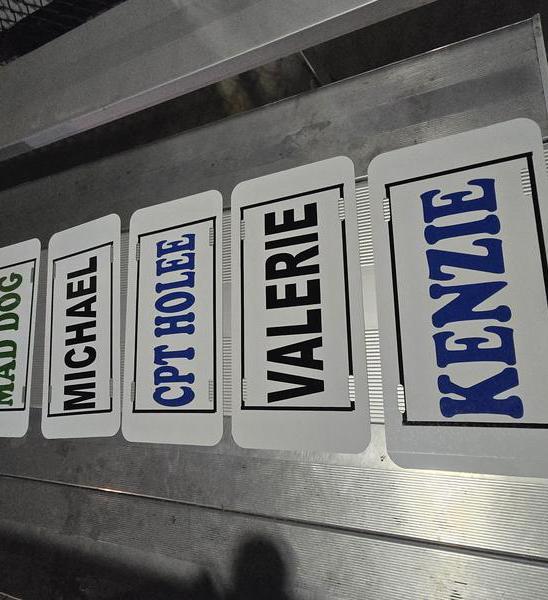 MAD DOG
MICHAEL
CPT HOLEE
VALERIE
KENZIE